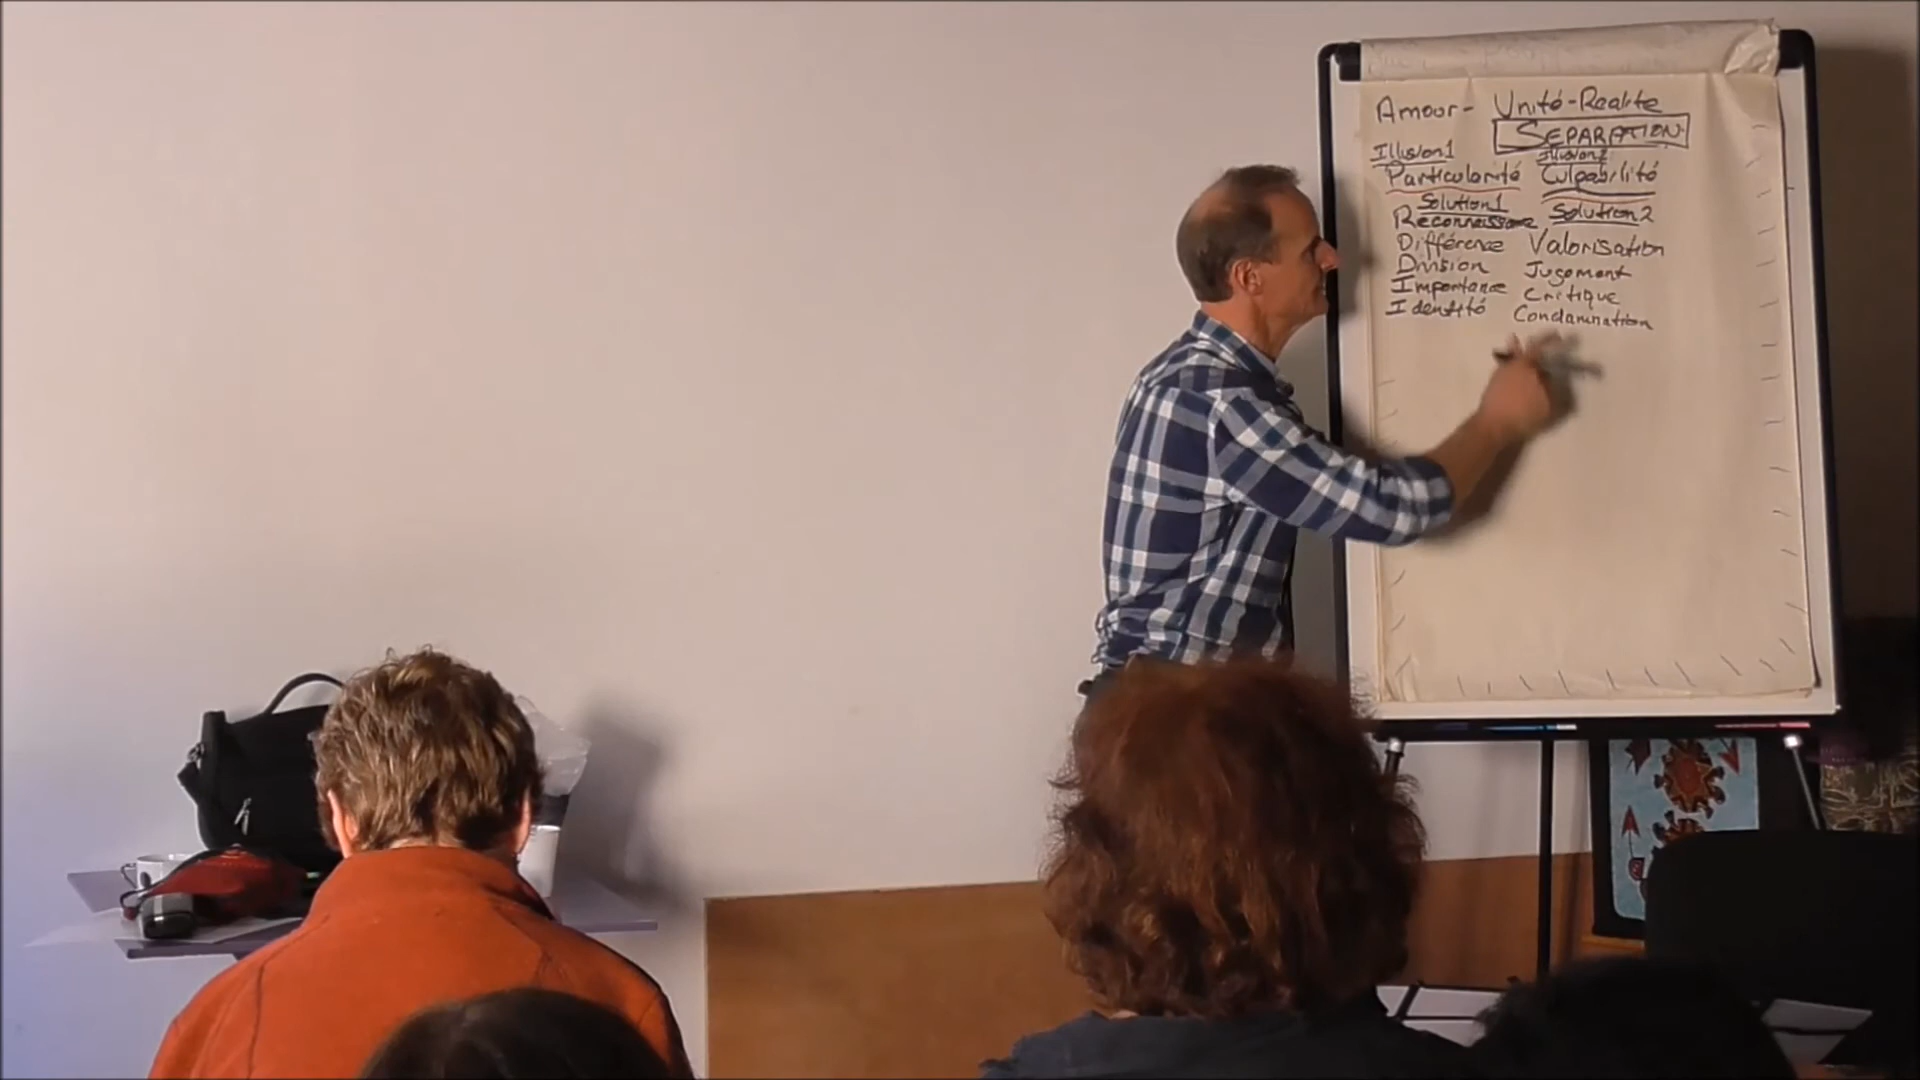 Amour - Unité - Realite
SEPARATION
Illusion1 Illusion2
Particularité Culpabilité
Solution1 Solution2
Reconnaissance
Différence Valorisation
Division Jugement
Importance Critique
Identité Condamnation